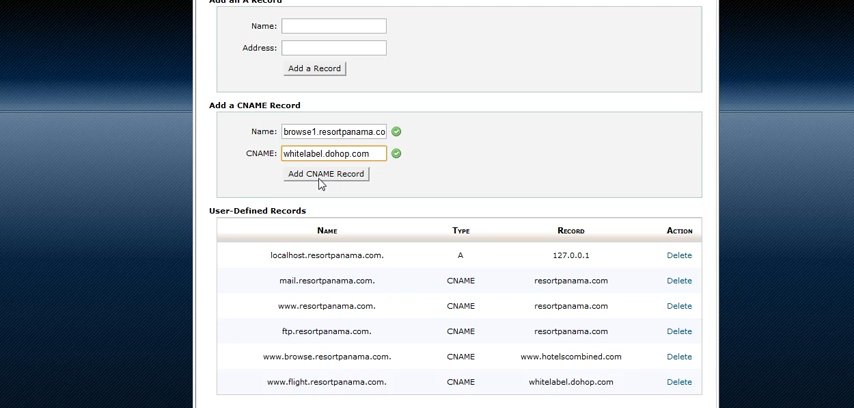 Add an A Record
Name:
Address:
Add a Record
Add a CNAME Record
Name: browse1.resortpanama.co
CNAME: whitelabel.dohop.com
Add CNAME Record
User-Defined Records
Name Type Record Action
localhost.resortpanama.com. A 127.0.0.1 Delete
mail.resortpanama.com. CNAME resortpanama.com Delete
www.resortpanama.com. CNAME resortpanama.com Delete
ftp.resortpanama.com. CNAME resortpanama.com Delete
www.browse.resortpanama.com. CNAME www.hotelscombined.com Delete
www.flight.resortpanama.com. CNAME whitelabel.dohop.com Delete